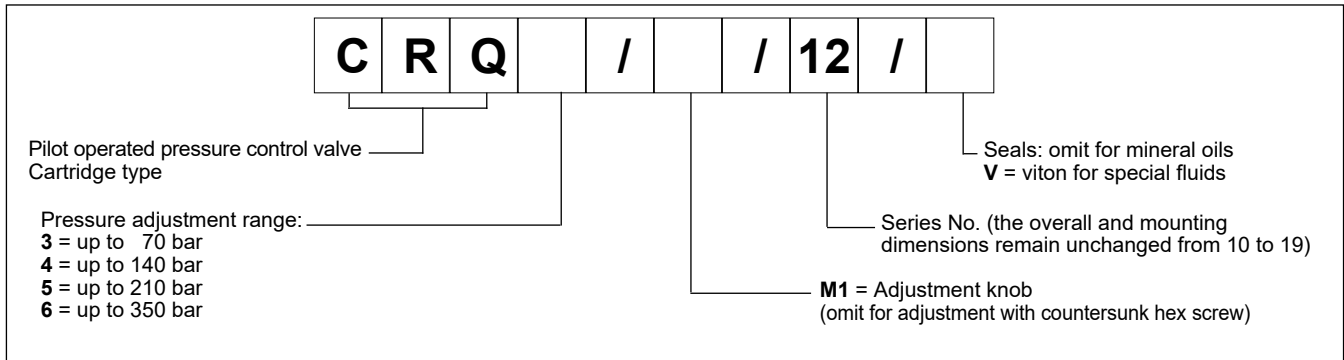 C R Q / / 12 /
Pilot operated pressure control valve
Cartridge type
Pressure adjustment range:
3 = up to 70 bar
4 = up to 140 bar
5 = up to 210 bar
6 = up to 350 bar
Seals: omit for mineral oils
V = viton for special fluids
Series No. (the overall and mounting
dimensions remain unchanged from 10 to 19)
M1 = Adjustment knob
(omit for adjustment with countersunk hex screw)